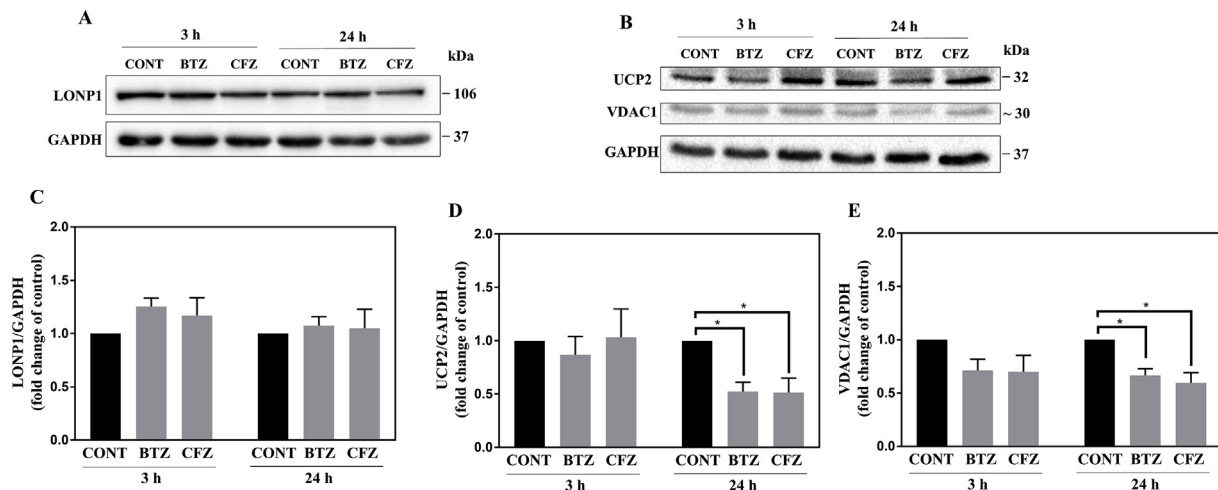 A
3 h 24 h
kDa
CONT BTZ CFZ CONT BTZ CFZ
LONP1 106
GAPDH 37
B
3 h 24 h
CONT BTZ CFZ CONT BTZ CFZ kDa
UCP2 32
VDAC1 ~ 30
GAPDH 37
C
LONP1/GAPDH
(fold change of control)
2.0
1.5
1.0
0.5
0.0
CONT BTZ CFZ CONT BTZ CFZ
3 h 24 h
D
UCP2/GAPDH
(fold change of control)
2.0
1.5
1.0
0.5
0.0
*
*
CONT BTZ CFZ CONT BTZ CFZ
3 h 24 h
E
VDAC1/GAPDH
(fold change of control)
2.0
1.5
1.0
0.5
0.0
*
*
CONT BTZ CFZ CONT BTZ CFZ
3 h 24 h